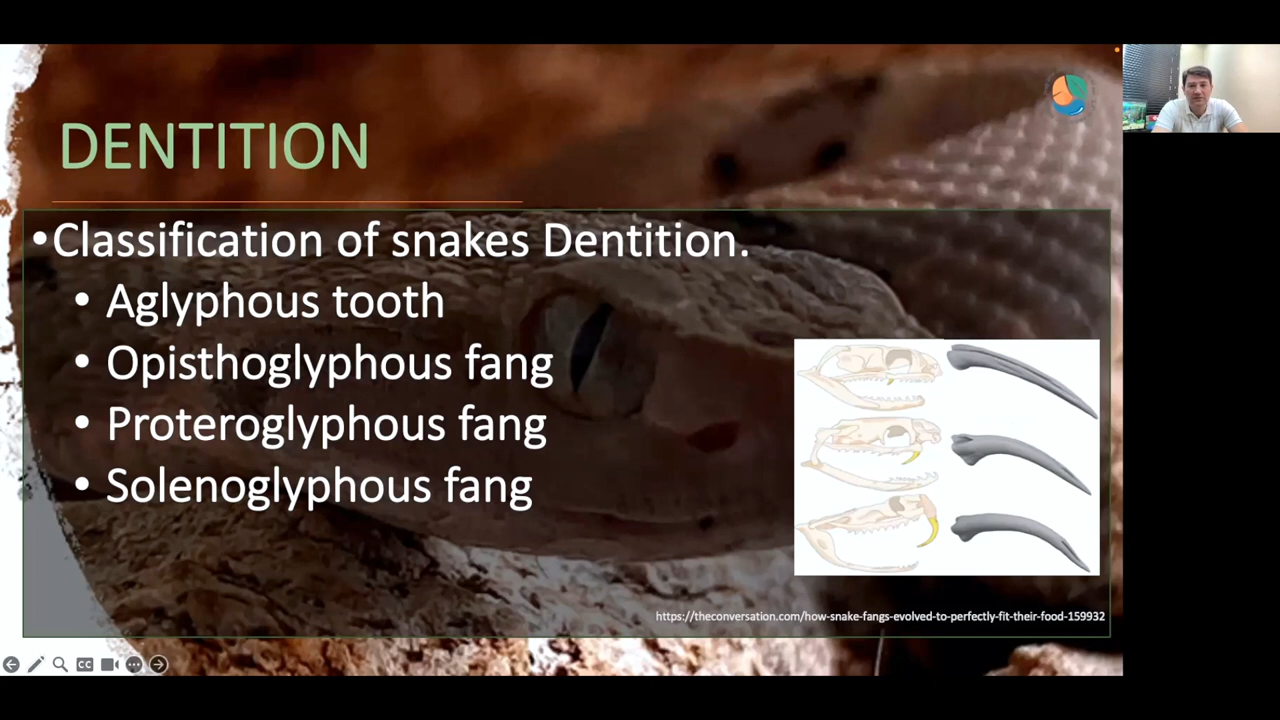 DENTITION
•Classification of snakes Dentition.
• Aglyphous tooth
• Opisthoglyphous fang
• Proteroglyphous fang
• Solenoglyphous fang
https://theconversation.com/how-snake-fangs-evolved-to-perfectly-fit-their-food-159932
CC